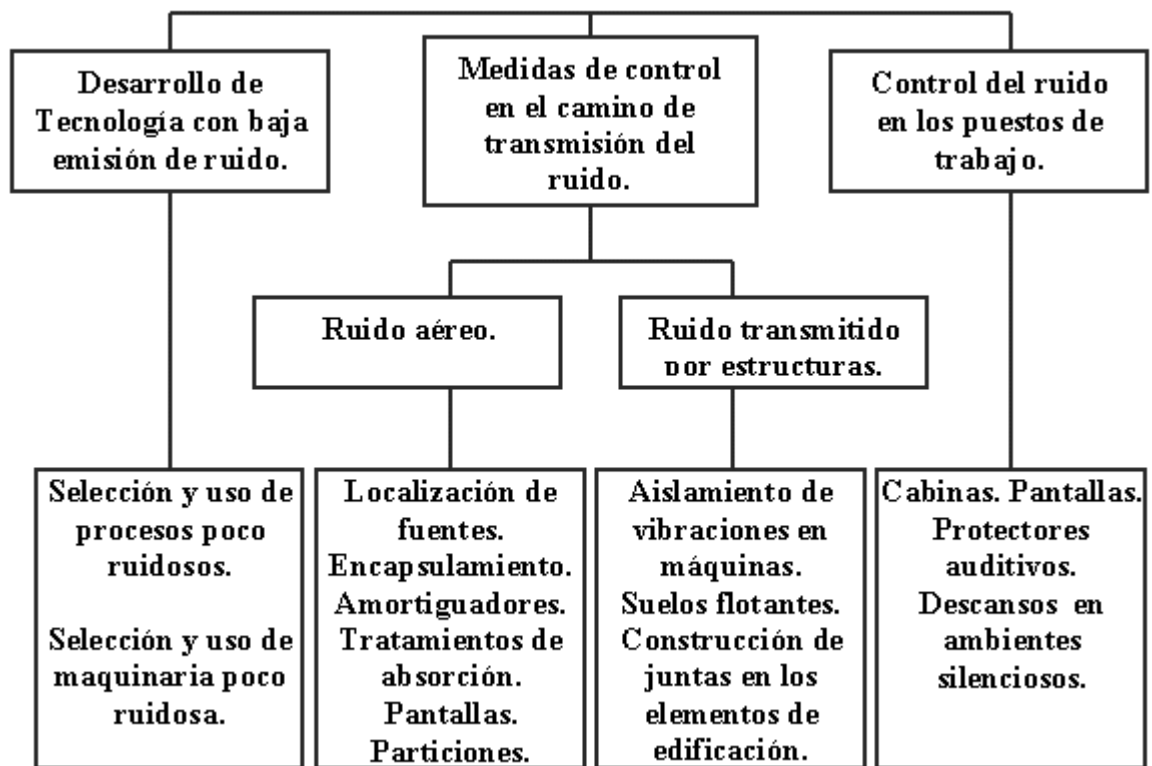 Desarrollo de
Tecnología con baja
emisión de ruido.
Medidas de control
en el camino de
transmisión del
ruido.
Control del ruido
en los puestos de
trabajo.
Ruido aéreo.
Ruido transmitido
por estructuras.
Selección y uso de
procesos poco
ruidosos.
Selección y uso de
maquinaria poco
ruidosa.
Localización de
fuentes.
Encapsulamiento.
Amortiguadores.
Tratamientos de
absorción.
Pantallas.
Particiones.
Aislamiento de
vibraciones en
máquinas.
Suelos flotantes.
Construcción de
juntas en los
elementos de
edificación.
Cabinas. Pantallas.
Protectores
auditivos.
Descansos en
ambientes
silenciosos.